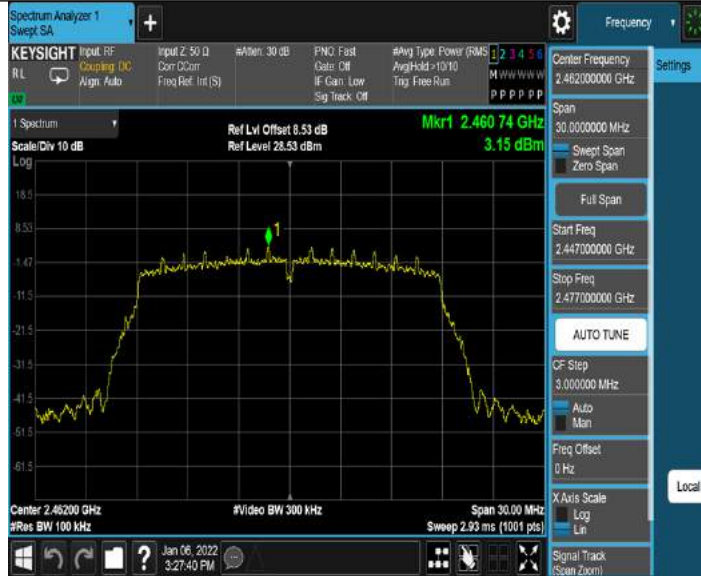 Spectrum Analyzer 1
Swept SA
Frequency
KEYSIGHT
RL
Input: RF
Coupling: DC
Align: Auto
Input Z: 50 Ω
Corr CCorr
Freq Ref: Int (S)
#Atten: 30 dB
PNO: Fast
Gate: Off
IF Gain: Low
Sig Track: Off
#Avg Type: Power (RMS
Avg|Hold:>10/10
Trig: Free Run
1 2 3 4 5 6
M W W W W W
P P P P P P
1 Spectrum
Scale/Div 10 dB
Log
Ref Lvl Offset 8.53 dB
Ref Level 28.53 dBm
Mkr1 2.460 74 GHz
3.15 dBm
18.5
8.53
-1.47
-11.5
-21.5
-31.5
-41.5
-51.5
-61.5
1
Center 2.46200 GHz
#Res BW 100 kHz
#Video BW 300 kHz
Span 30.00 MHz
Sweep 2.93 ms (1001 pts)
Jan 06, 2022
3:27:40 PM
Center Frequency
2.462000000 GHz
Span
30.0000000 MHz
Swept Span
Zero Span
Full Span
Start Freq
2.447000000 GHz
Stop Freq
2.477000000 GHz
AUTO TUNE
CF Step
3.000000 MHz
Auto
Man
Freq Offset
0 Hz
X Axis Scale
Log
Lin
Signal Track
(Span Zoom)
Settings
Local